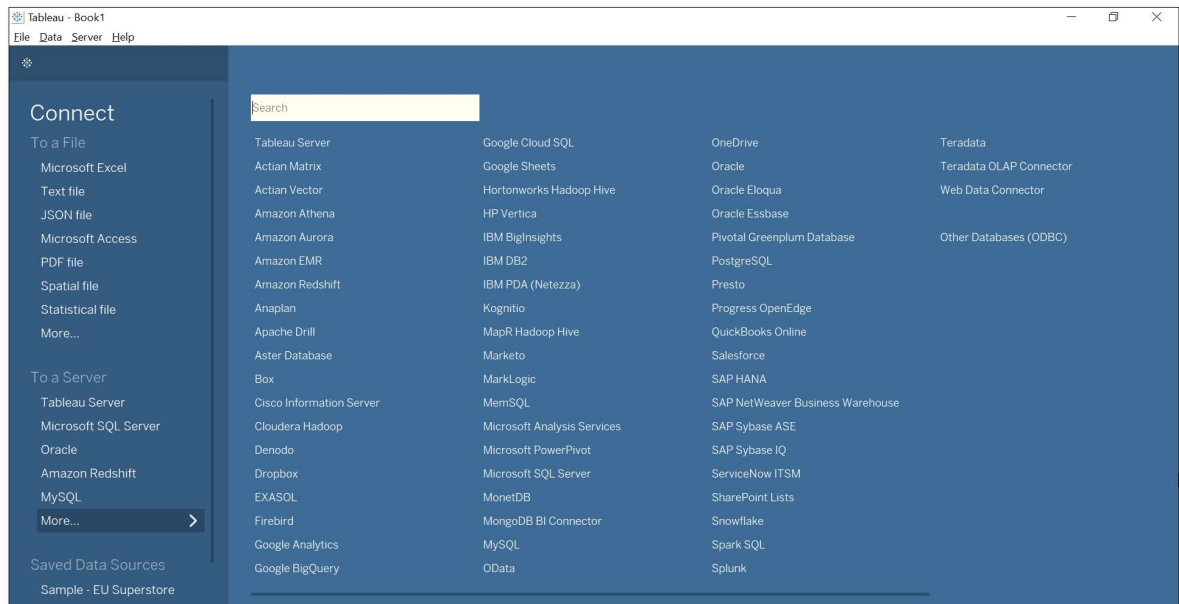 Tableau - Book1
File Data Server Help
Connect
To a File
Microsoft Excel
Text file
JSON file
Microsoft Access
PDF file
Spatial file
Statistical file
More...
To a Server
Tableau Server
Microsoft SQL Server
Oracle
Amazon Redshift
MySQL
More...
Saved Data Sources
Sample - EU Superstore
Search
Tableau Server
Actian Matrix
Actian Vector
Amazon Athena
Amazon Aurora
Amazon EMR
Amazon Redshift
Anaplan
Apache Drill
Aster Database
Box
Cisco Information Server
Cloudera Hadoop
Denodo
Dropbox
EXASOL
Firebird
Google Analytics
Google BigQuery
Google Cloud SQL
Google Sheets
Hortonworks Hadoop Hive
HP Vertica
IBM BigInsights
IBM DB2
IBM PDA (Netezza)
Kognitio
MapR Hadoop Hive
Marketo
MarkLogic
MemSQL
Microsoft Analysis Services
Microsoft PowerPivot
Microsoft SQL Server
MonetDB
MongoDB BI Connector
MySQL
OData
OneDrive
Oracle
Oracle Eloqua
Oracle Essbase
Pivotal Greenplum Database
PostgreSQL
Presto
Progress OpenEdge
QuickBooks Online
Salesforce
SAP HANA
SAP NetWeaver Business Warehouse
SAP Sybase ASE
SAP Sybase IQ
ServiceNow ITSM
SharePoint Lists
Snowflake
Spark SQL
Splunk
Teradata
Teradata OLAP Connector
Web Data Connector
Other Databases (ODBC)